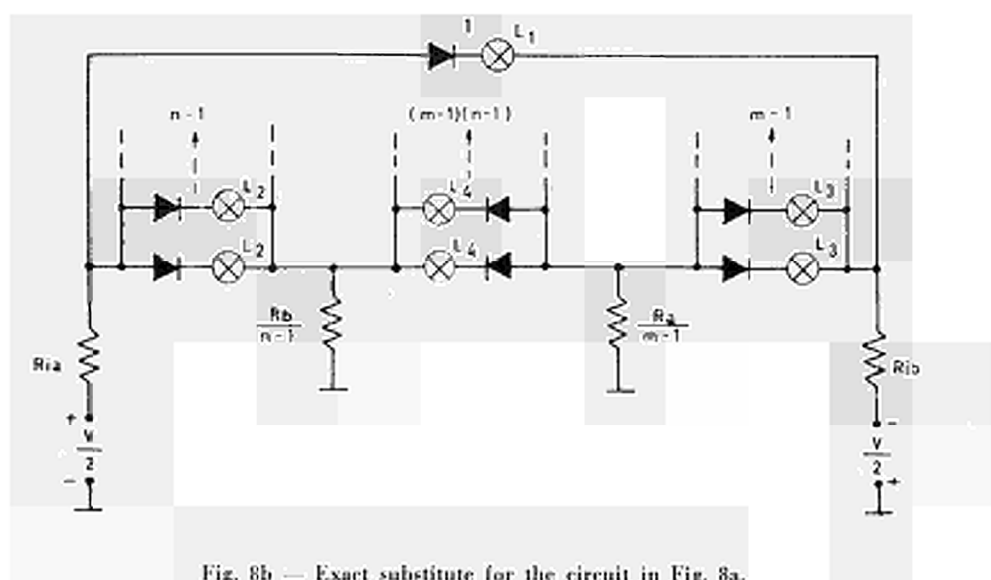 1
L1
n-1
(m-1)(n-1)
m-1
L2
L4
L3
L2
L4
L3
Rb
n-1
Ra
m-1
Ria
Rib
+
V
2
-
-
V
2
+
Fig. 8b — Exact substitute for the circuit in Fig. 8a.